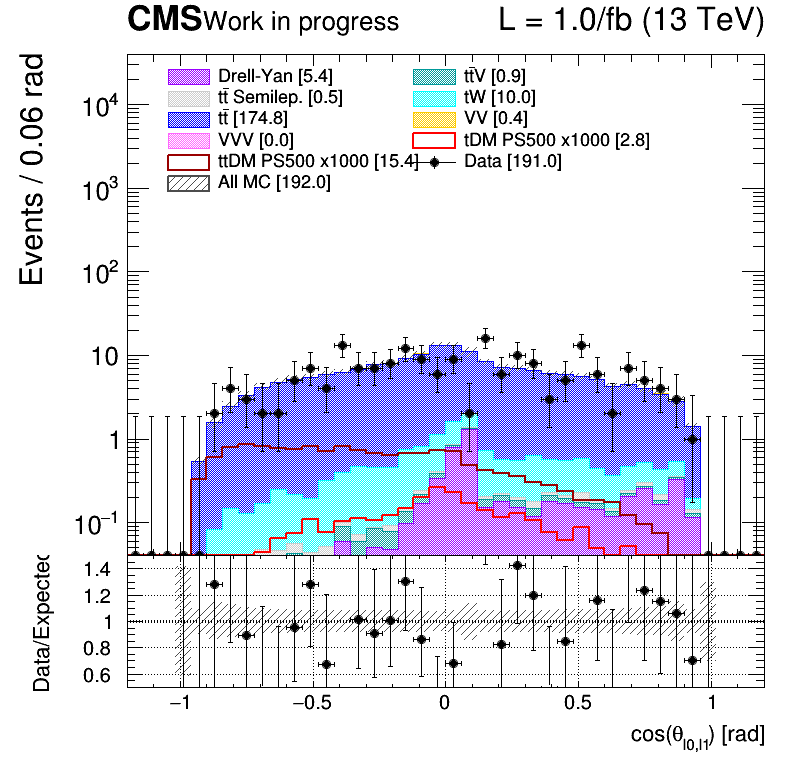 CMS Work in progress L = 1.0/fb (13 TeV)
Events / 0.06 rad
Drell-Yan [5.4] tt̄V [0.9]
tt̄ Semilep. [0.5] tW [10.0]
tt̄ [174.8] VV [0.4]
VVV [0.0] tDM PS500 x1000 [2.8]
ttDM PS500 x1000 [15.4] Data [191.0]
All MC [192.0]
10⁴
10³
10²
10
1
10⁻¹
Data/Expected
1.4
1.2
1
0.8
0.6
−1 −0.5 0 0.5 1
cos(θ_l0,l1) [rad]